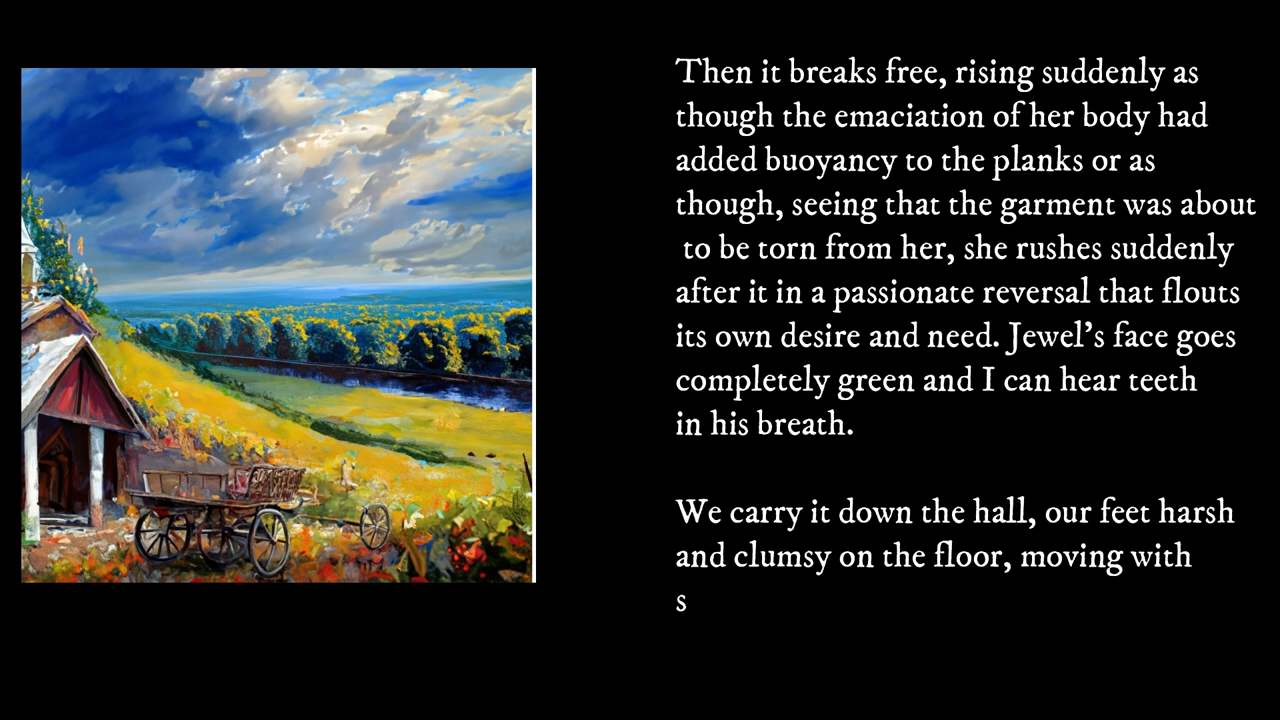 Then it breaks free, rising suddenly as
though the emaciation of her body had
added buoyancy to the planks or as
though, seeing that the garment was about
to be torn from her, she rushes suddenly
after it in a passionate reversal that flouts
its own desire and need. Jewel's face goes
completely green and I can hear teeth
in his breath.
We carry it down the hall, our feet harsh
and clumsy on the floor, moving with
s